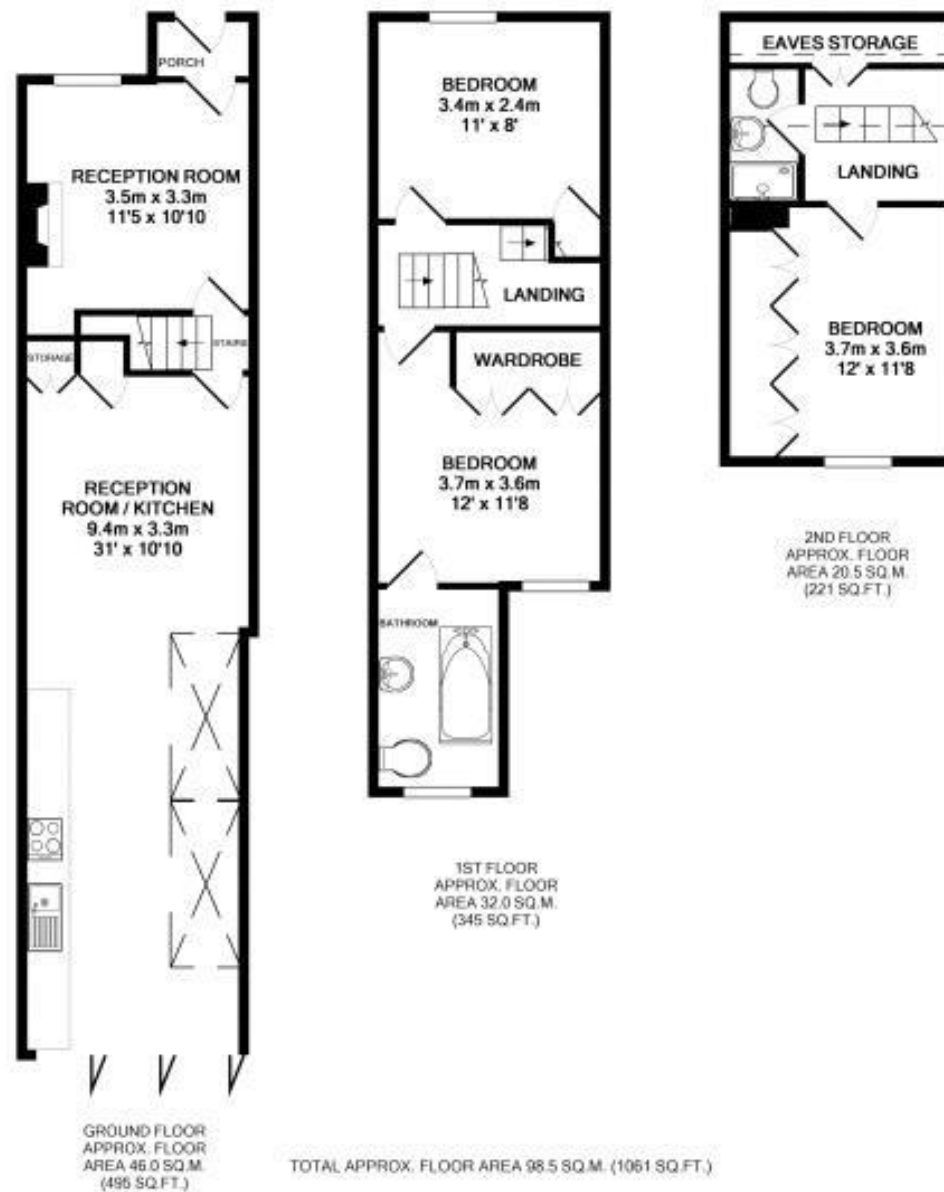 PORCH
RECEPTION ROOM
3.5m x 3.3m
11'5 x 10'10
STORAGE
STAIRS
RECEPTION
ROOM / KITCHEN
9.4m x 3.3m
31' x 10'10
GROUND FLOOR
APPROX. FLOOR
AREA 46.0 SQ.M.
(495 SQ.FT.)
BEDROOM
3.4m x 2.4m
11' x 8'
LANDING
WARDROBE
BEDROOM
3.7m x 3.6m
12' x 11'8
BATHROOM
1ST FLOOR
APPROX. FLOOR
AREA 32.0 SQ.M.
(345 SQ.FT.)
EAVES STORAGE
LANDING
BEDROOM
3.7m x 3.6m
12' x 11'8
2ND FLOOR
APPROX. FLOOR
AREA 20.5 SQ.M.
(221 SQ.FT.)
TOTAL APPROX. FLOOR AREA 98.5 SQ.M. (1061 SQ.FT.)